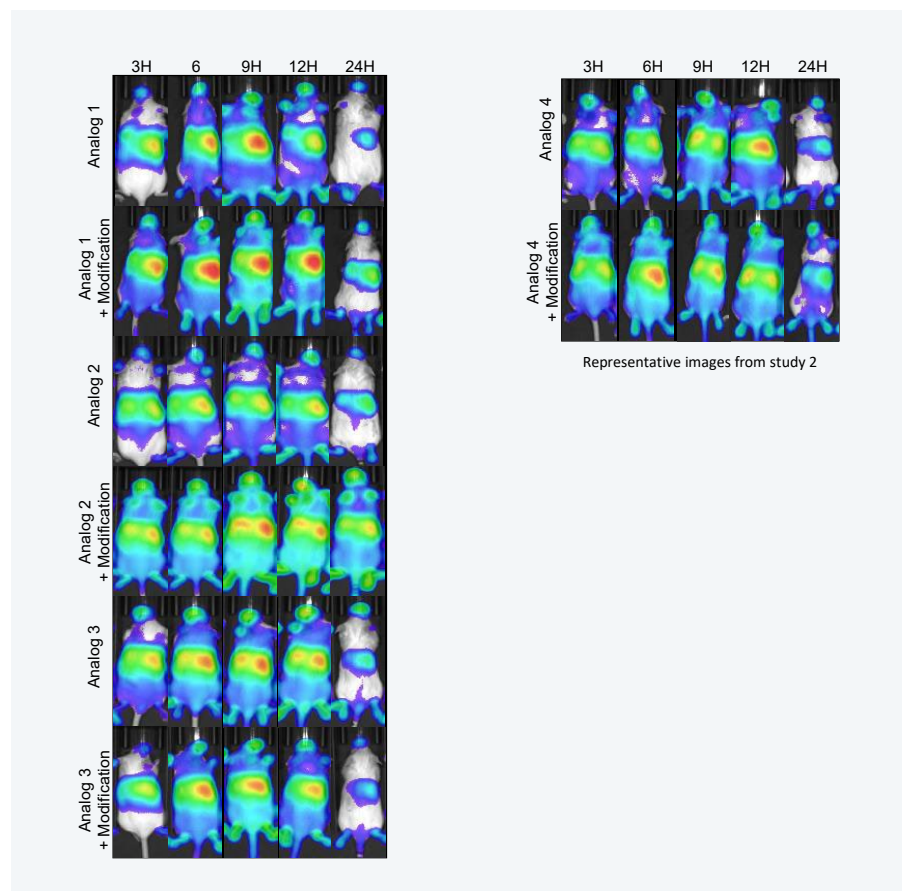 3H 6 9H 12H 24H
Analog 1
Analog 1
+ Modification
Analog 2
Analog 2
+ Modification
Analog 3
Analog 3
+ Modification
3H 6H 9H 12H 24H
Analog 4
Analog 4
+ Modification
Representative images from study 2